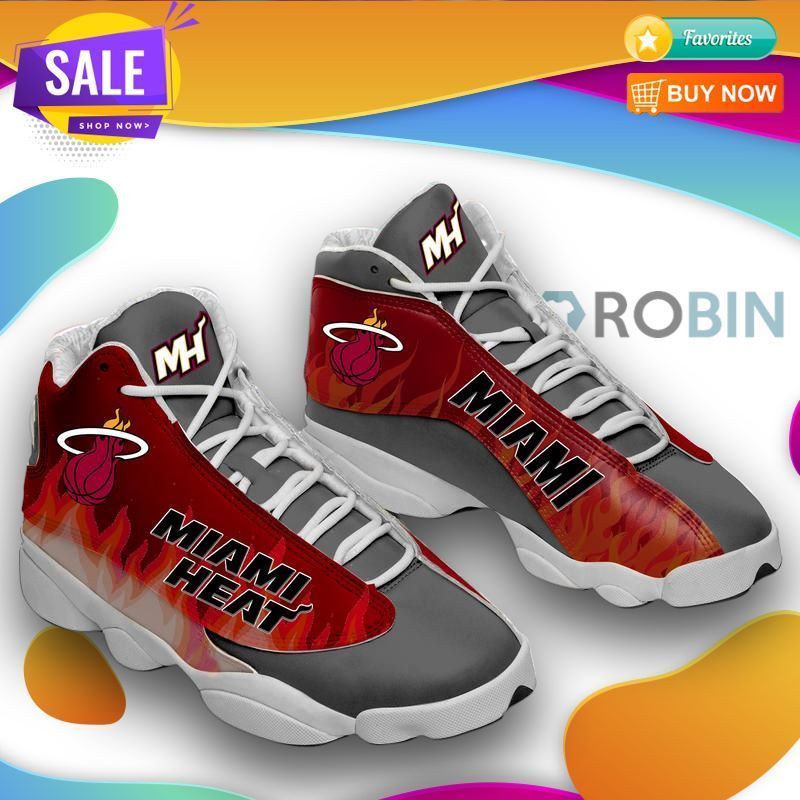 SALE
SHOP NOW>
Favorites
BUY NOW
ROBIN
MH
MH
MIAMI
MIAMI
HEAT